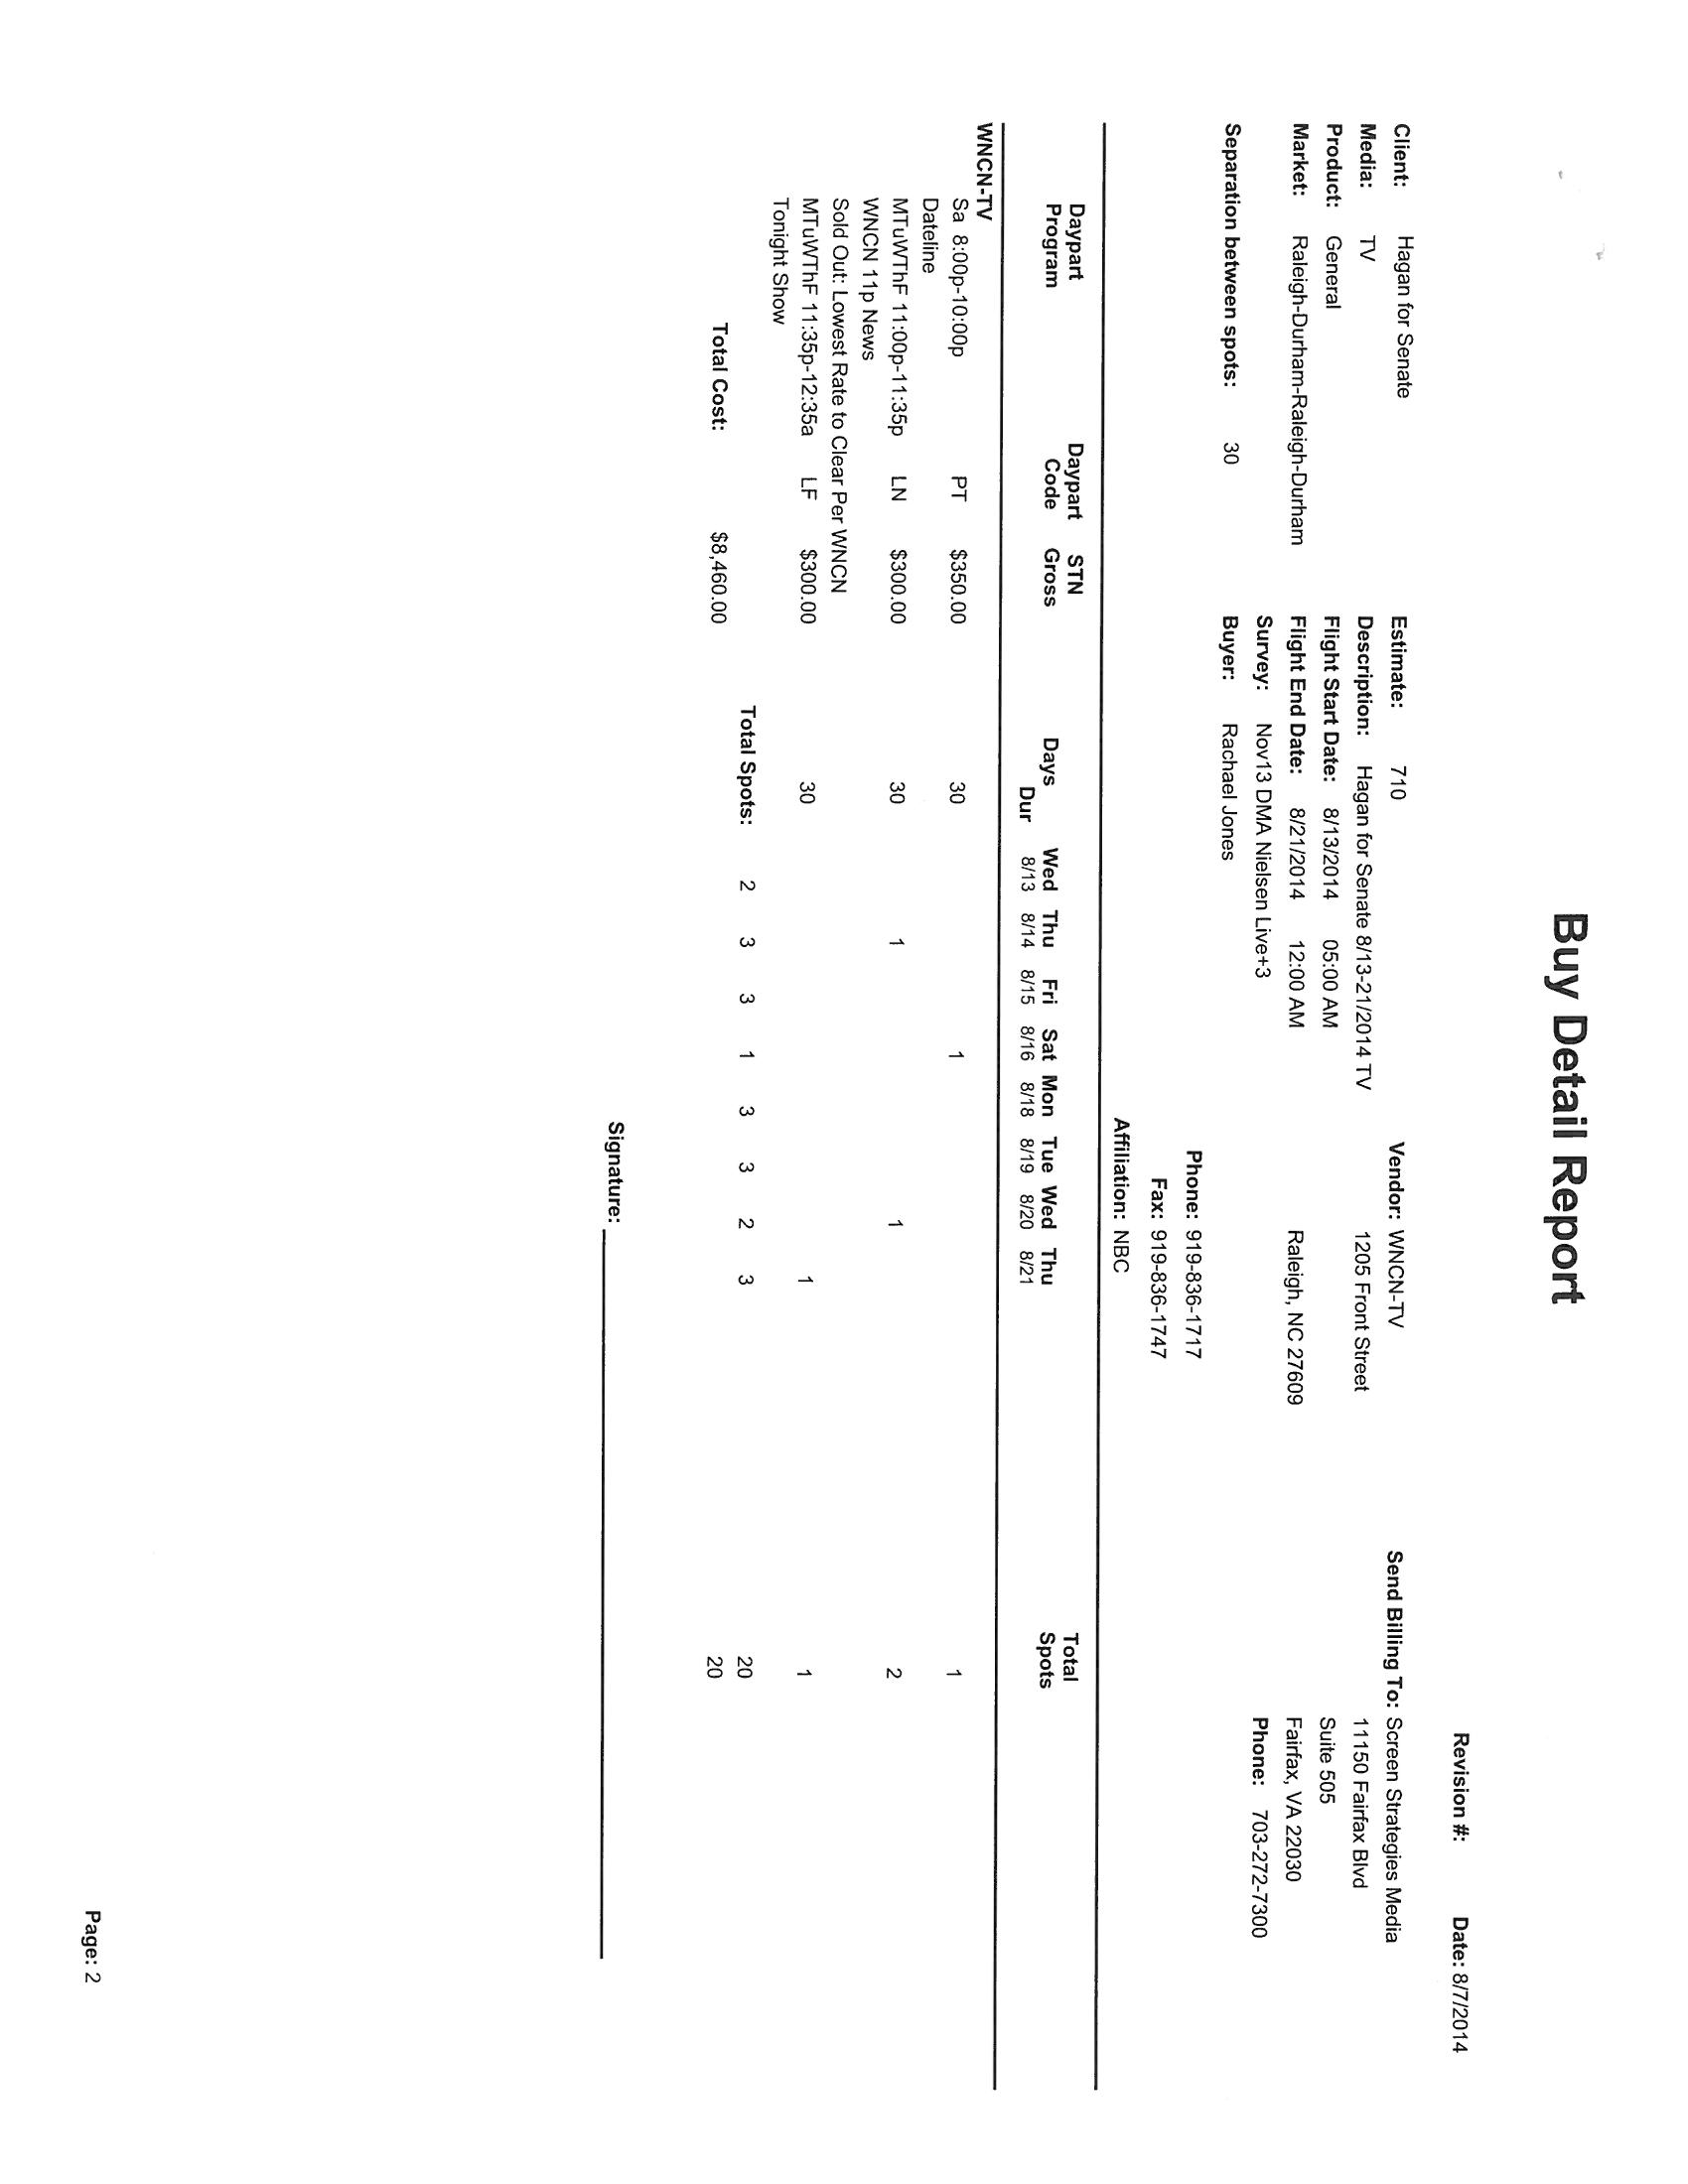 Buy Detail Report
Revision #: Date: 8/7/2014
Client: Hagan for Senate Estimate: 710 Vendor: WNCN-TV Send Billing To: Screen Strategies Media
Media: TV Description: Hagan for Senate 8/13-21/2014 TV 1205 Front Street 11150 Fairfax Blvd
Product: General Flight Start Date: 8/13/2014 05:00 AM Suite 505
Market: Raleigh-Durham-Raleigh-Durham Flight End Date: 8/21/2014 12:00 AM Raleigh, NC 27609 Fairfax, VA 22030
Survey: Nov13 DMA Nielsen Live+3 Phone: 703-272-7300
Separation between spots: 30 Buyer: Rachael Jones
Phone: 919-836-1717
Fax: 919-836-1747
Affiliation: NBC
Daypart Daypart STN Total
Program Code Gross Days Wed Thu Fri Sat Mon Tue Wed Thu Spots
Dur 8/13 8/14 8/15 8/16 8/18 8/19 8/20 8/21
WNCN-TV
Sa 8:00p-10:00p PT $350.00 30 1 1
Dateline
MTuWThF 11:00p-11:35p LN $300.00 30 1 1 2
WNCN 11p News
Sold Out: Lowest Rate to Clear Per WNCN
MTuWThF 11:35p-12:35a LF $300.00 30 1 1
Tonight Show
Total Spots: 2 3 3 1 3 3 2 3 20
Total Cost: $8,460.00 20
Signature:
Page: 2